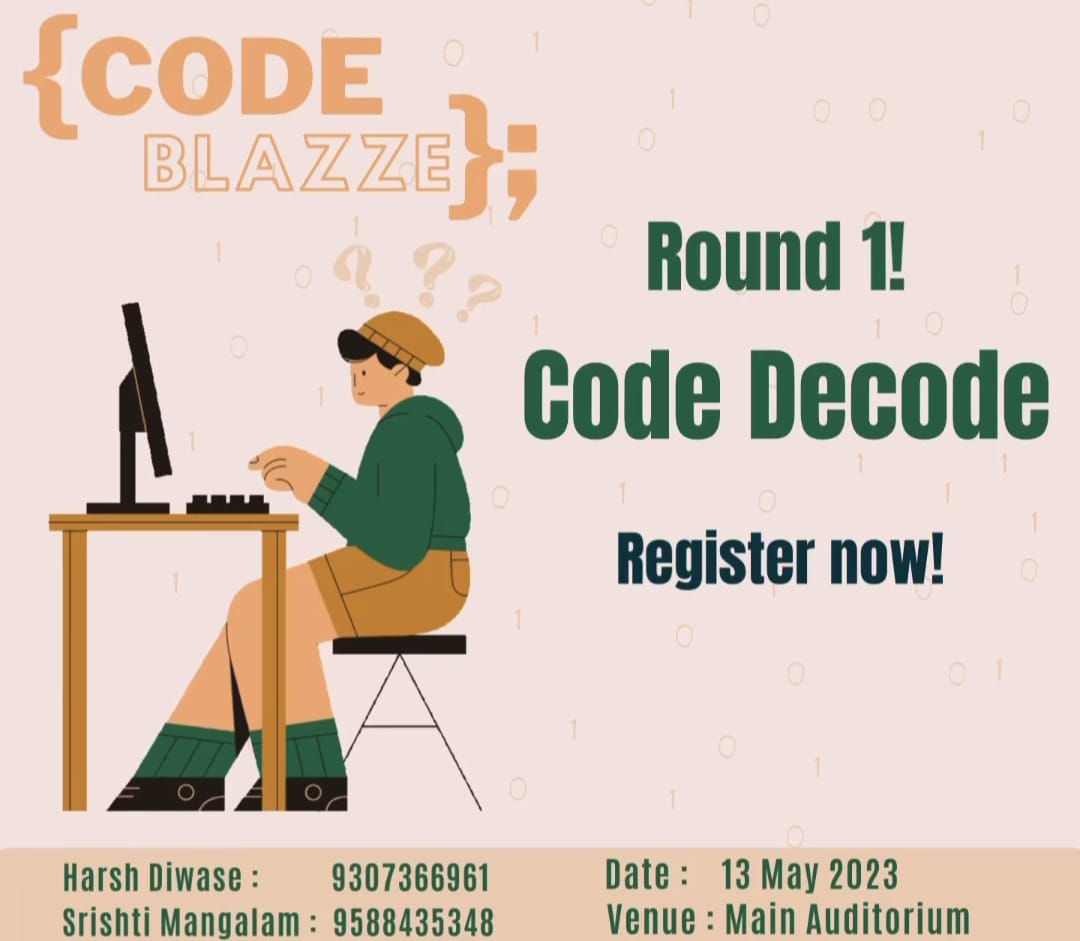 {CODE
BLAZZE};
Round 1!
Code Decode
Register now!
Harsh Diwase : 9307366961
Srishti Mangalam : 9588435348
Date : 13 May 2023
Venue : Main Auditorium